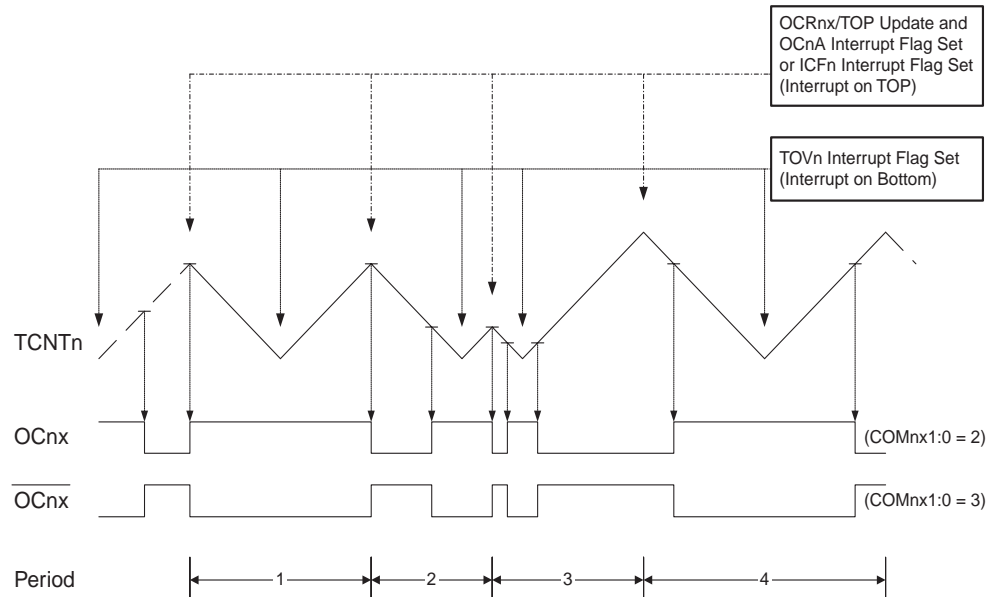 OCRnx/TOP Update and
OCnA Interrupt Flag Set
or ICFn Interrupt Flag Set
(Interrupt on TOP)
TOVn Interrupt Flag Set
(Interrupt on Bottom)
TCNTn
OCnx
(COMnx1:0 = 2)
OCnx
(COMnx1:0 = 3)
Period
1
2
3
4